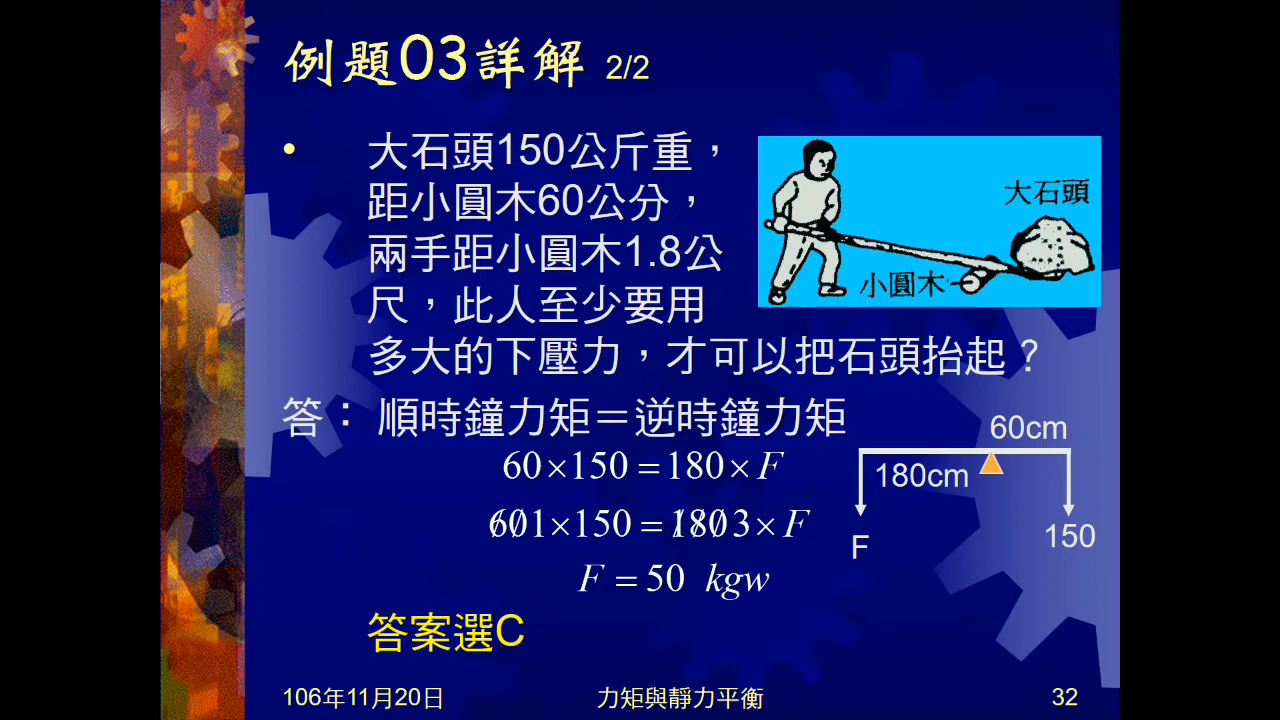 例題03詳解 2/2
• 大石頭150公斤重，
距小圓木60公分，
兩手距小圓木1.8公
尺，此人至少要用
多大的下壓力，才可以把石頭抬起？
大石頭
小圓木
答： 順時鐘力矩＝逆時鐘力矩
60×150=180×F
601×150=1803×F
F=50 kgw
60cm
180cm
F
150
答案選C
106年11月20日
力矩與靜力平衡
32